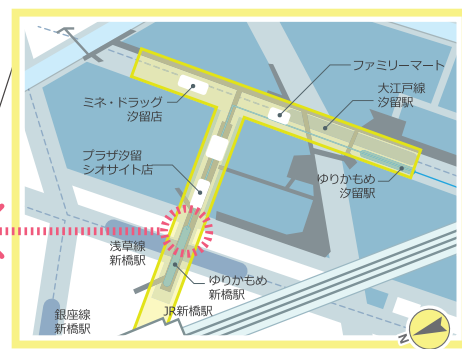 ファミリーマート
大江戸線
汐留駅
ミネ・ドラッグ
汐留店
プラザ汐留
シオサイト店
ゆりかもめ
汐留駅
浅草線
新橋駅
ゆりかもめ
新橋駅
JR新橋駅
銀座線
新橋駅
N